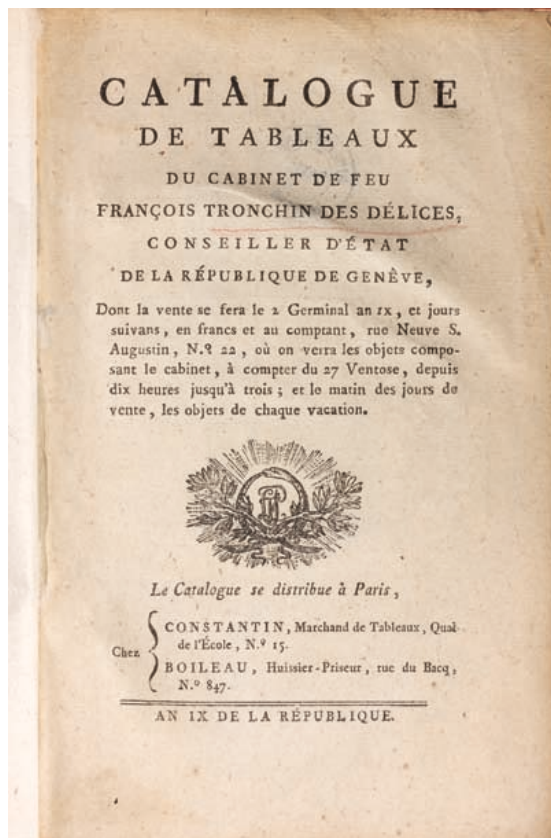 CATALOGUE
DE TABLEAUX
DU CABINET DE FEU
FRANÇOIS TRONCHIN DES DÉLICES,
CONSEILLER D'ÉTAT
DE LA RÉPUBLIQUE DE GENÊVE,
Dont la vente se fera le 2 Germinal an IX, et jours
suivans, en francs et au comptant, rue Neuve S.
Augustin, N.º 22, où on verra les objets compo-
sant le cabinet, à compter du 27 Ventose, depuis
dix heures jusqu'à trois; et le matin des jours de
vente, les objets de chaque vacation.
Le Catalogue se distribue à Paris,
Chez
CONSTANTIN, Marchand de Tableaux, Quai
de l'École, N.º 15.
BOILEAU, Huissier-Priseur, rue du Bacq,
N.º 847.
AN IX DE LA RÉPUBLIQUE.